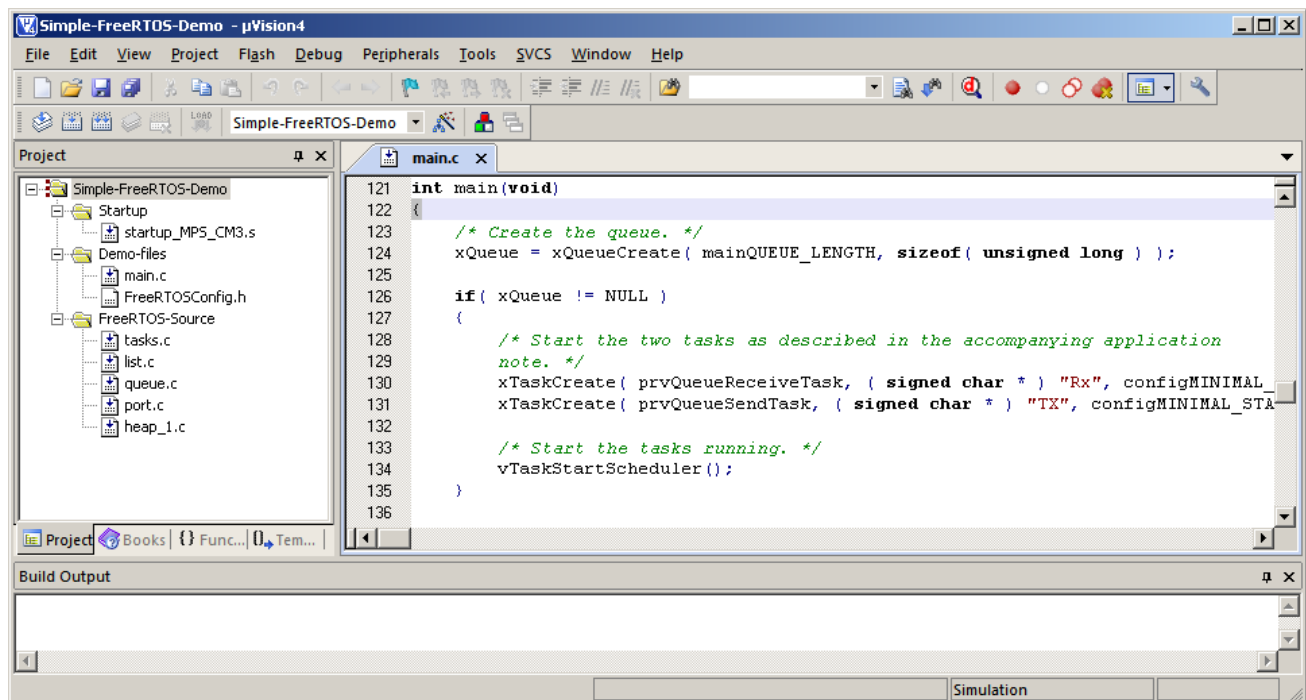 Simple-FreeRTOS-Demo - µVision4
File Edit View Project Flash Debug Peripherals Tools SVCS Window Help
LOAD Simple-FreeRTOS-Demo
Project
Simple-FreeRTOS-Demo
Startup
startup_MPS_CM3.s
Demo-files
main.c
FreeRTOSConfig.h
FreeRTOS-Source
tasks.c
list.c
queue.c
port.c
heap_1.c
Project Books {} Func... Tem...
main.c
121 int main(void)
122 {
123 /* Create the queue. */
124 xQueue = xQueueCreate( mainQUEUE_LENGTH, sizeof( unsigned long ) );
125
126 if( xQueue != NULL )
127 {
128 /* Start the two tasks as described in the accompanying application
129 note. */
130 xTaskCreate( prvQueueReceiveTask, ( signed char * ) "Rx", configMINIMAL_
131 xTaskCreate( prvQueueSendTask, ( signed char * ) "TX", configMINIMAL_STA
132
133 /* Start the tasks running. */
134 vTaskStartScheduler();
135 }
136
Build Output
Simulation